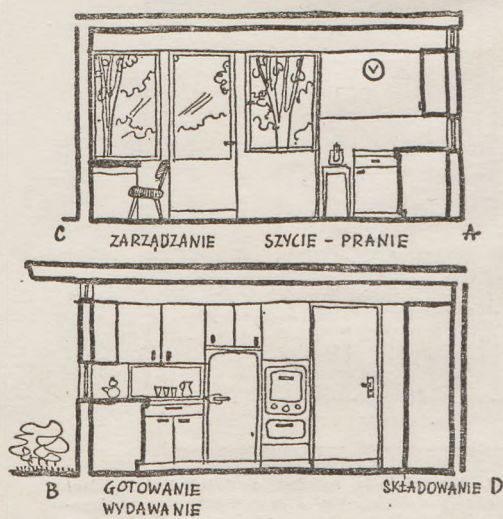 C ZARZĄDZANIE SZYCIE - PRANIE A
B GOTOWANIE SKŁADOWANIE D
WYDAWANIE